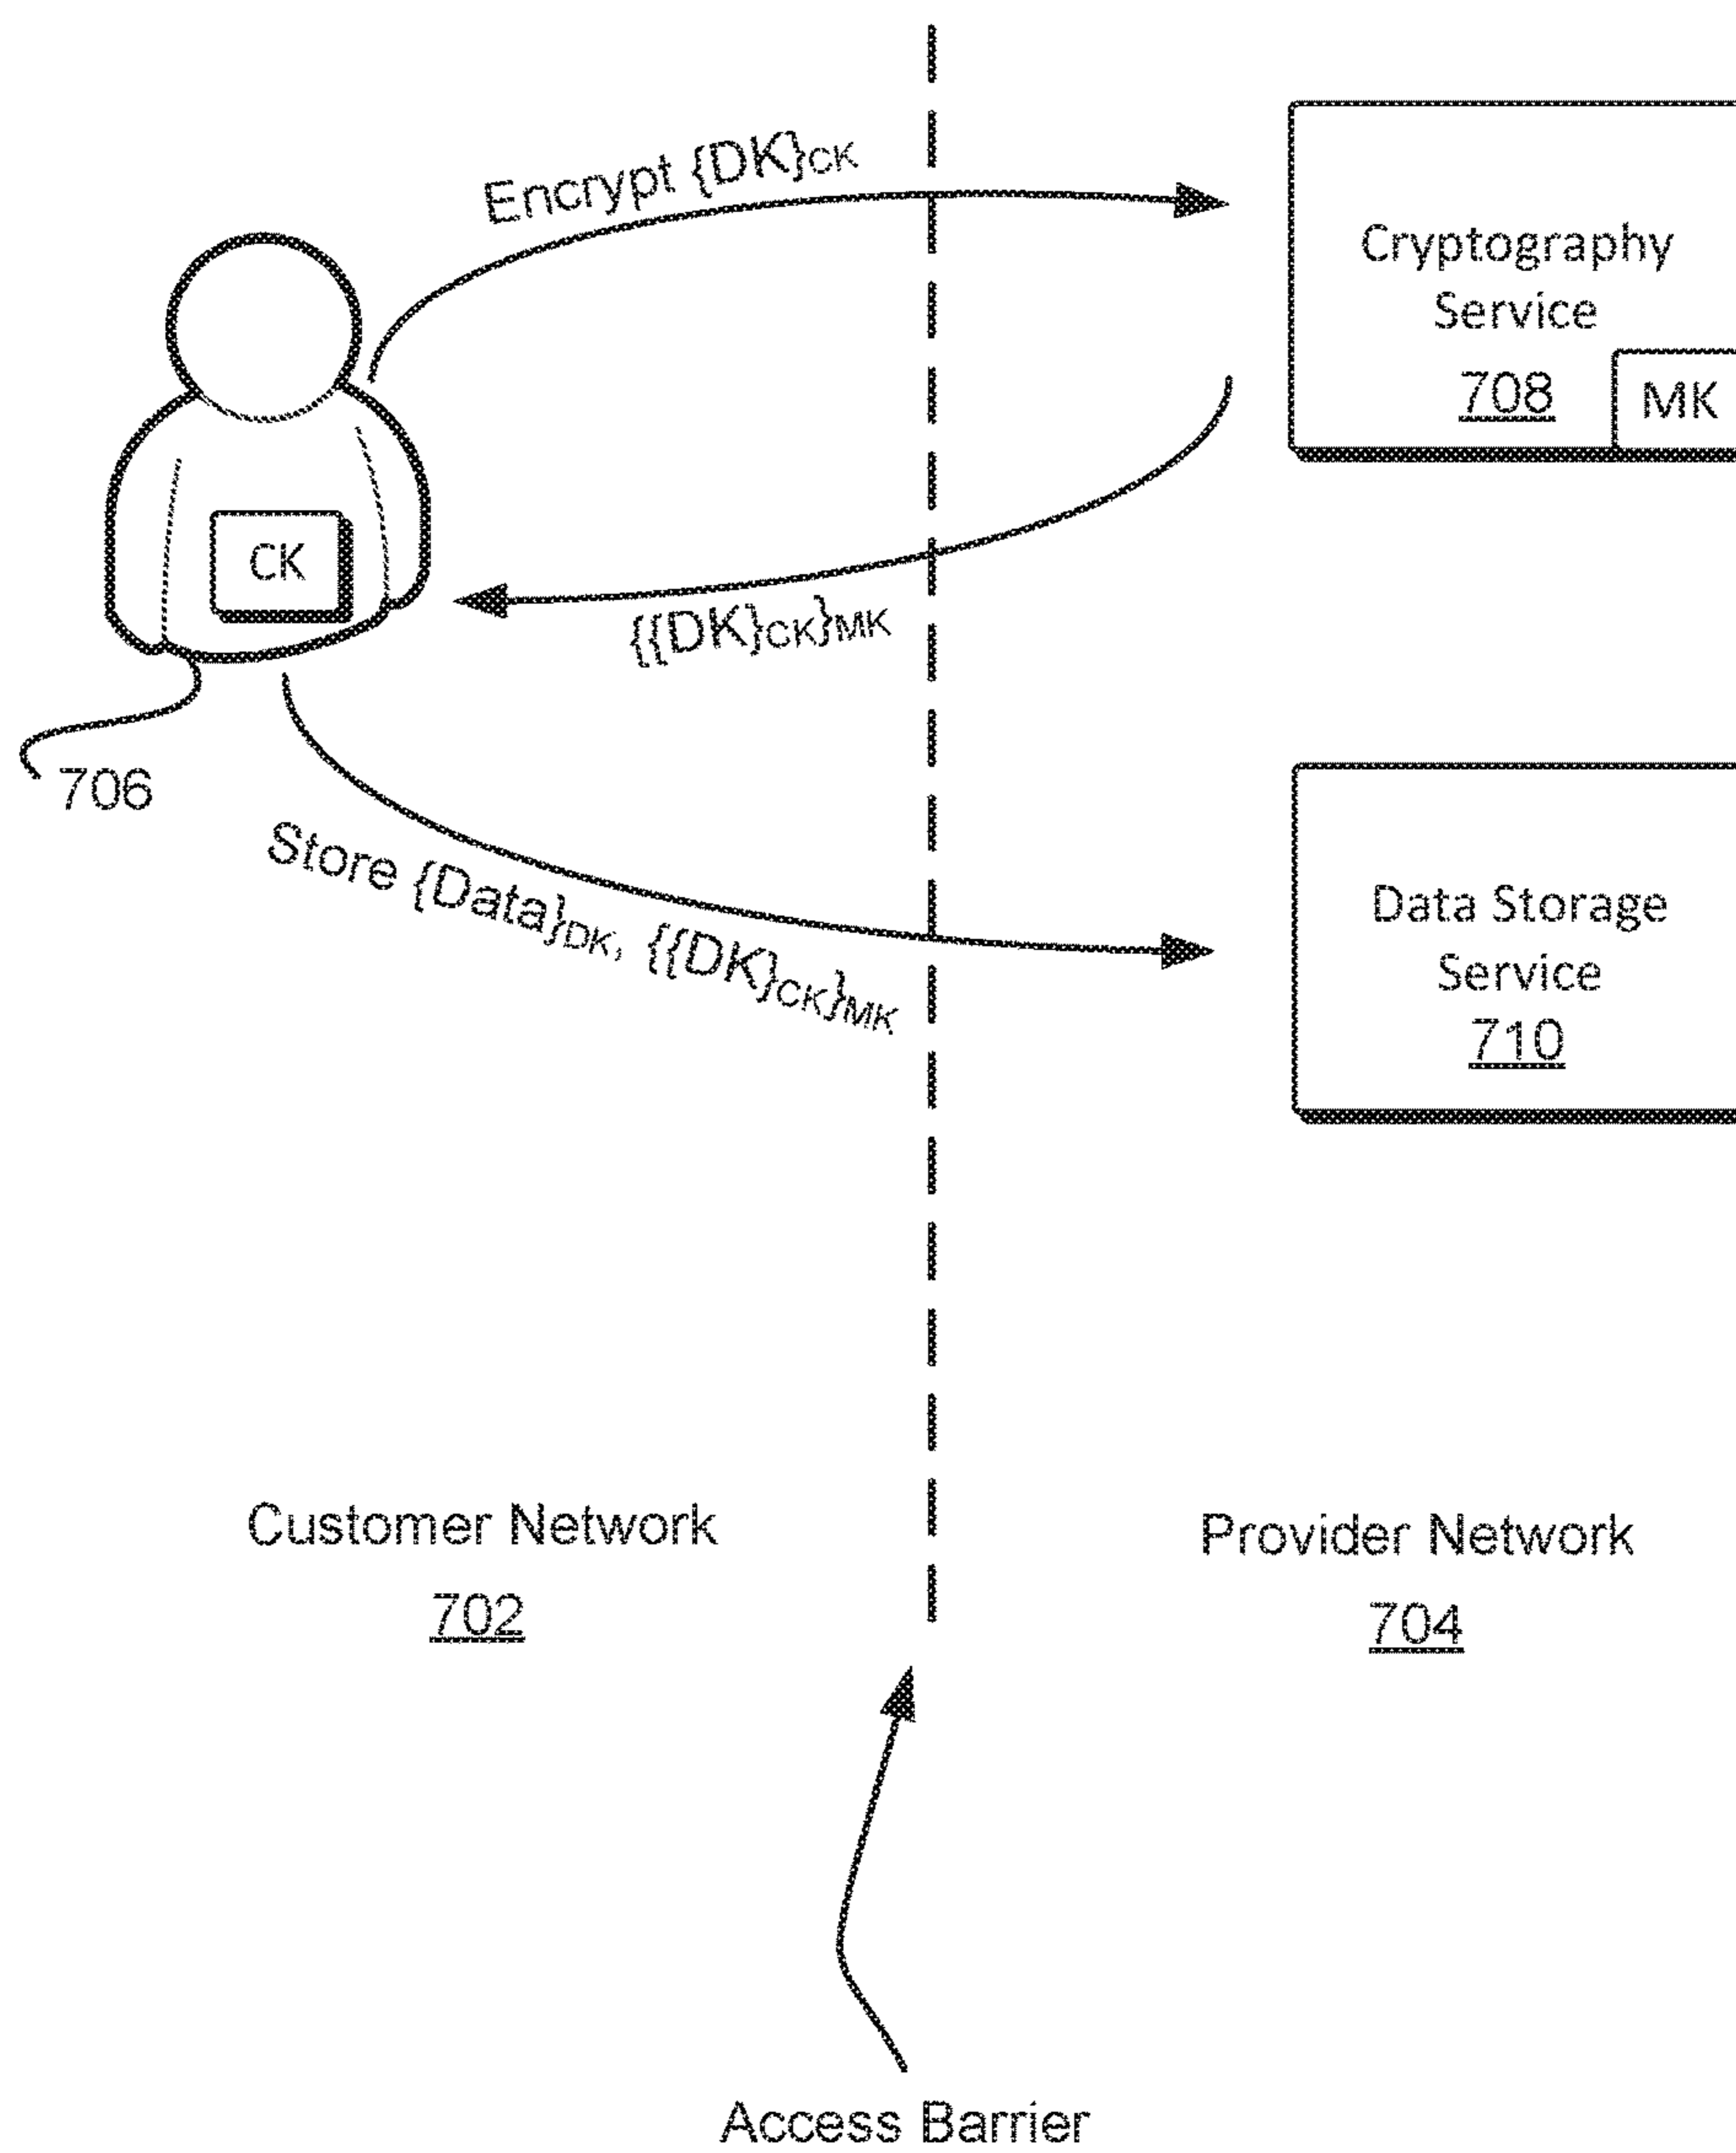 Encrypt {DK}CK
Cryptography
Service
708
MK
CK
{{DK}CK}MK
706
Store {Data}DK, {{DK}CK}MK
Data Storage
Service
710
Customer Network
702
Provider Network
704
Access Barrier